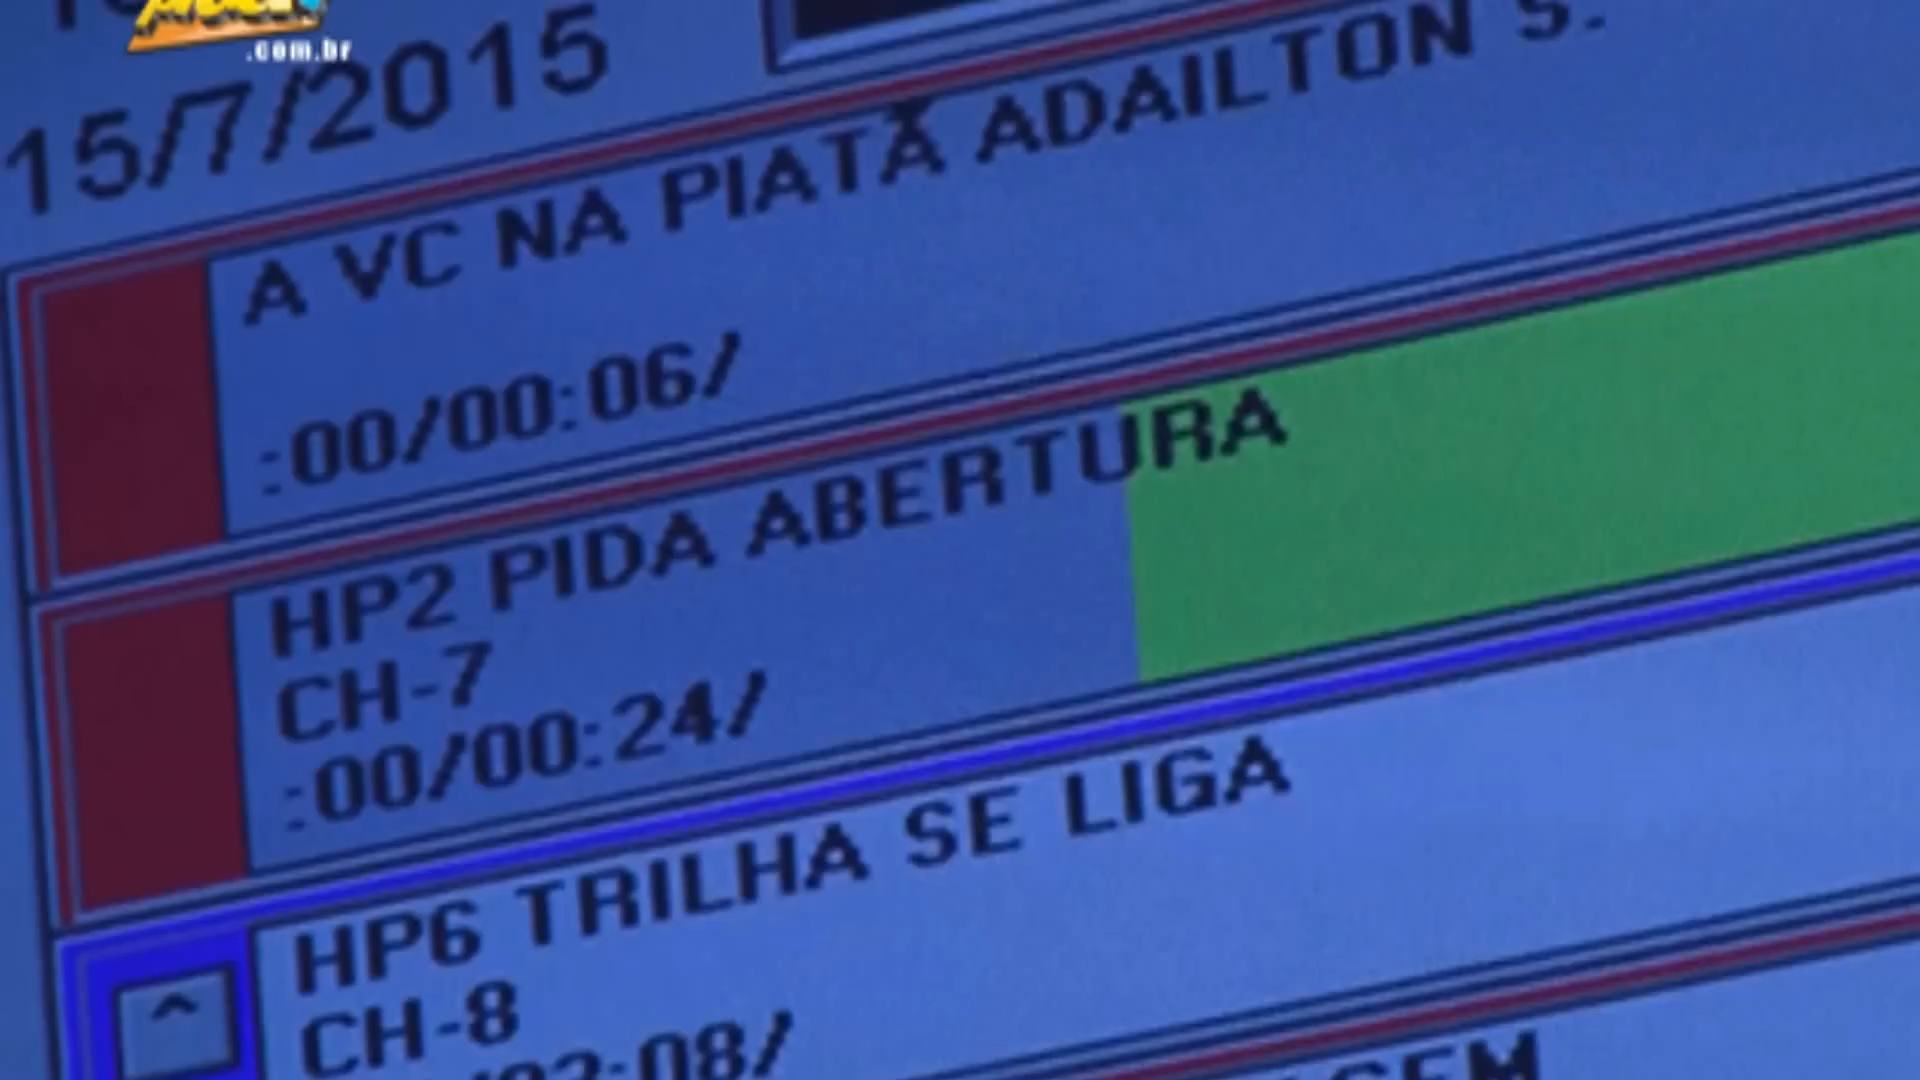 .com.br
15/7/2015
A VC NA PIATÃ ADAILTON S.
:00/00:06/
HP2 PIDA ABERTURA
CH-7
:00/00:24/
HP6 TRILHA SE LIGA
CH-8
:08/